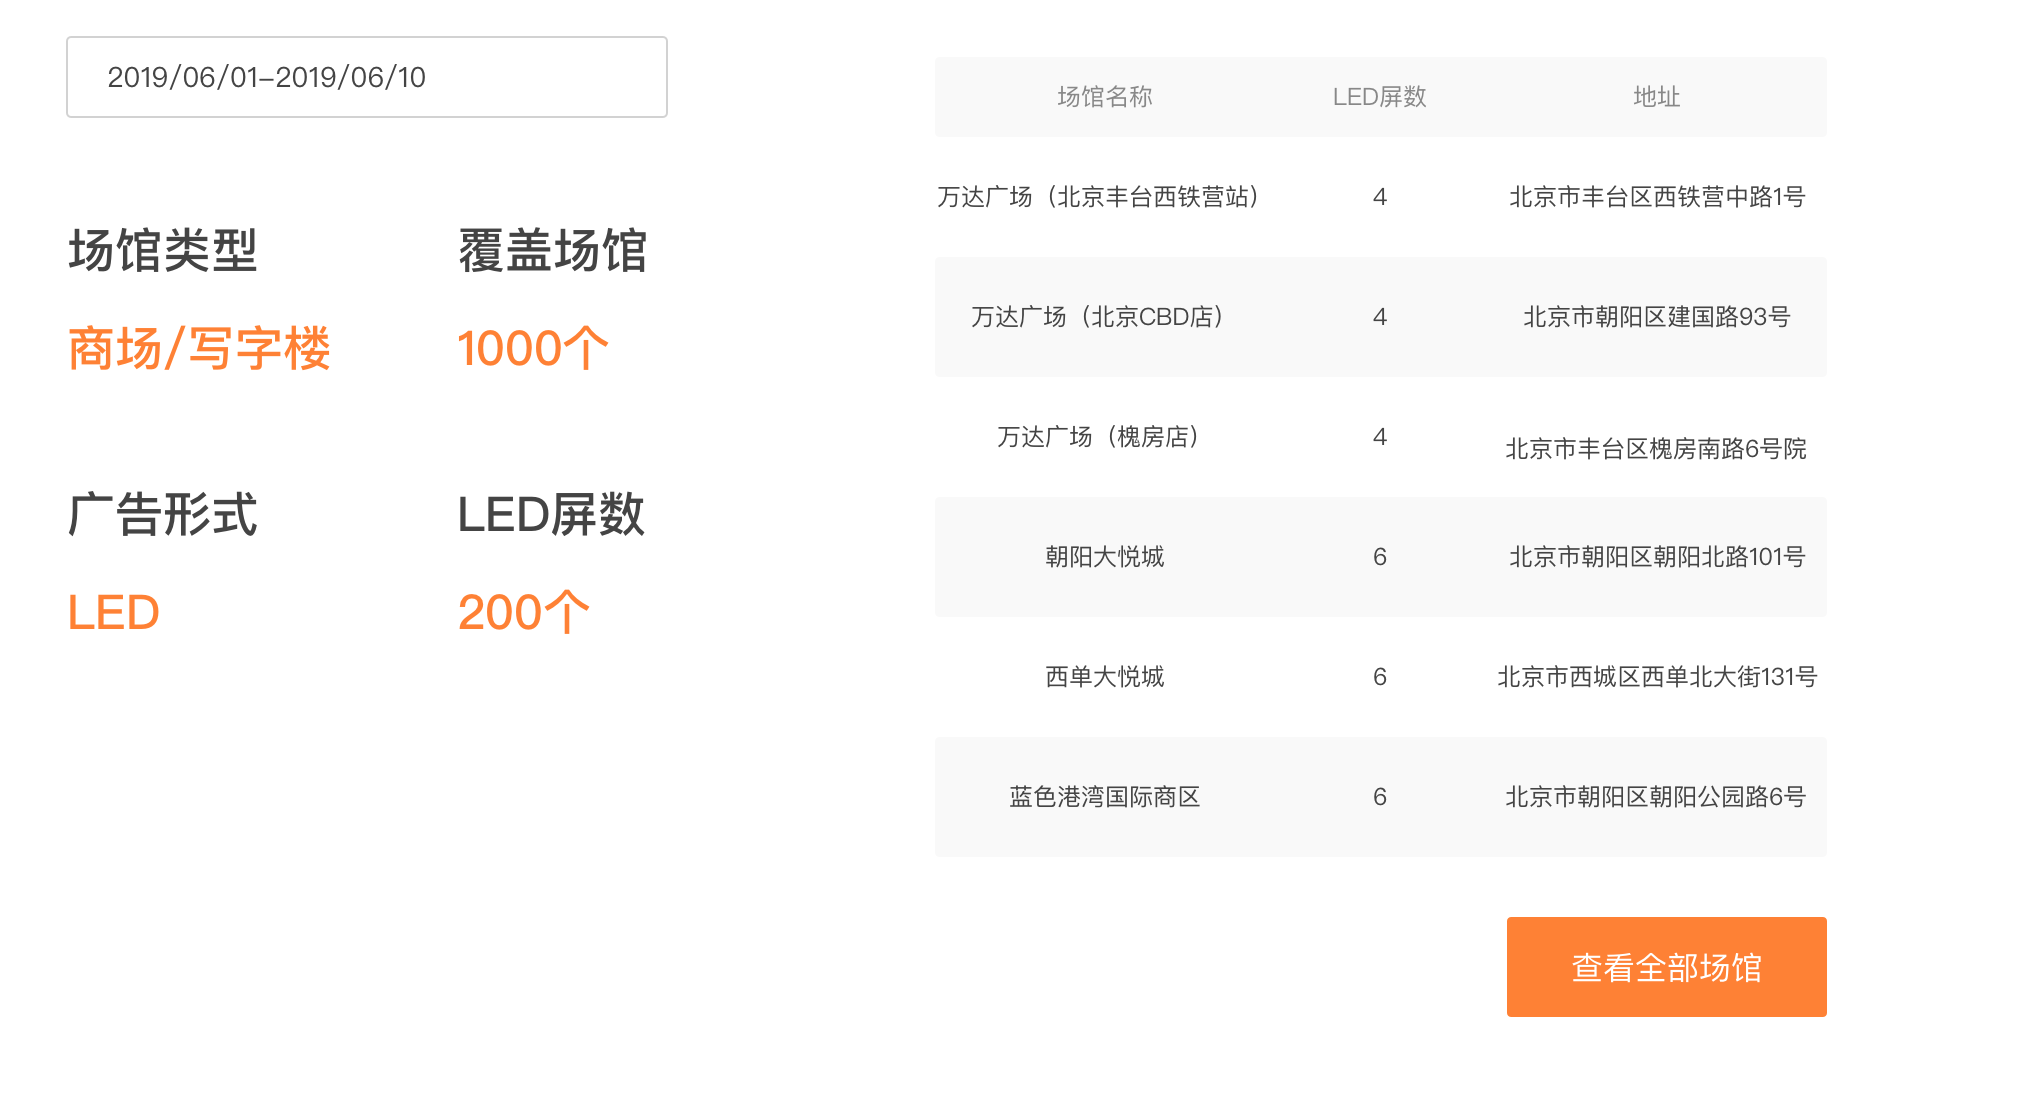 2019/06/01-2019/06/10
场馆类型
覆盖场馆
商场/写字楼
1000个
广告形式
LED屏数
LED
200个
场馆名称 LED屏数 地址
万达广场（北京丰台西铁营站） 4 北京市丰台区西铁营中路1号
万达广场（北京CBD店） 4 北京市朝阳区建国路93号
万达广场（槐房店） 4 北京市丰台区槐房南路6号院
朝阳大悦城 6 北京市朝阳区朝阳北路101号
西单大悦城 6 北京市西城区西单北大街131号
蓝色港湾国际商区 6 北京市朝阳区朝阳公园路6号
查看全部场馆